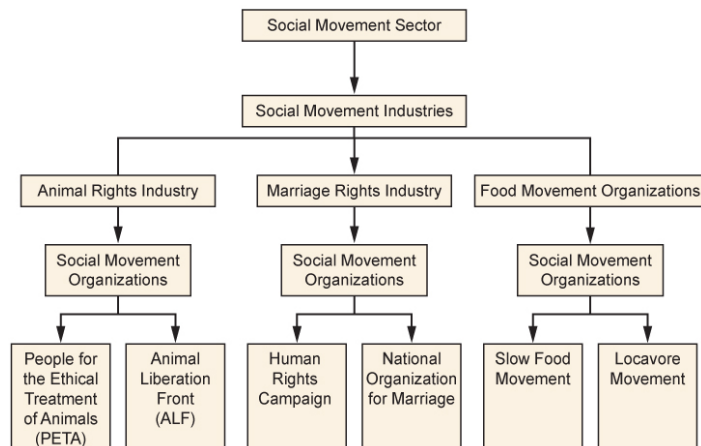 Social Movement Sector
Social Movement Industries
Animal Rights Industry
Marriage Rights Industry
Food Movement Organizations
Social Movement
Organizations
Social Movement
Organizations
Social Movement
Organizations
People for
the Ethical
Treatment
of Animals
(PETA)
Animal
Liberation
Front
(ALF)
Human
Rights
Campaign
National
Organization
for Marriage
Slow Food
Movement
Locavore
Movement